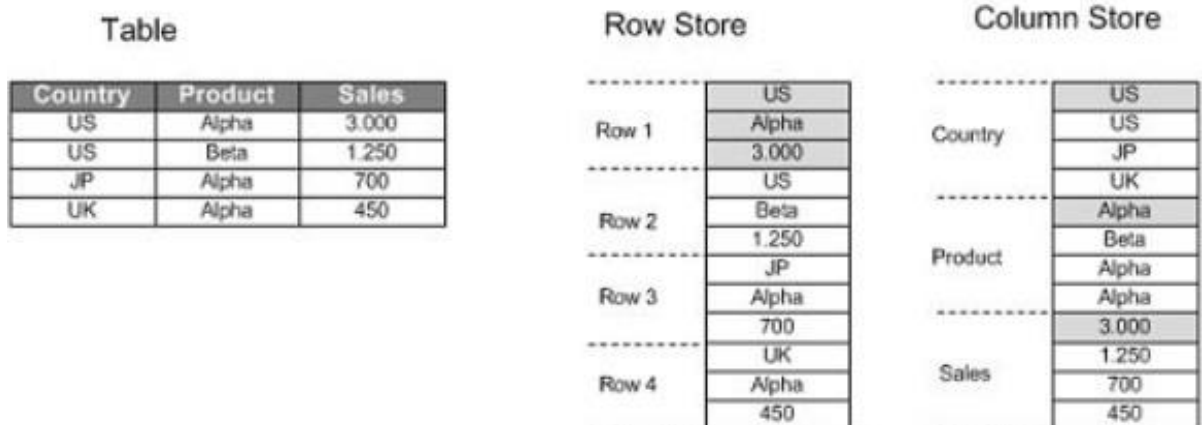 Table
Country Product Sales
US Alpha 3.000
US Beta 1.250
JP Alpha 700
UK Alpha 450
Row Store
Row 1
US
Alpha
3.000
Row 2
US
Beta
1.250
Row 3
JP
Alpha
700
Row 4
UK
Alpha
450
Column Store
Country
US
US
JP
UK
Product
Alpha
Beta
Alpha
Alpha
Sales
3.000
1.250
700
450